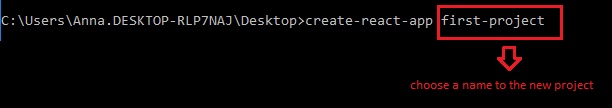 C:\Users\Anna.DESKTOP-RLP7NAJ\Desktop>create-react-app first-project
choose a name to the new project